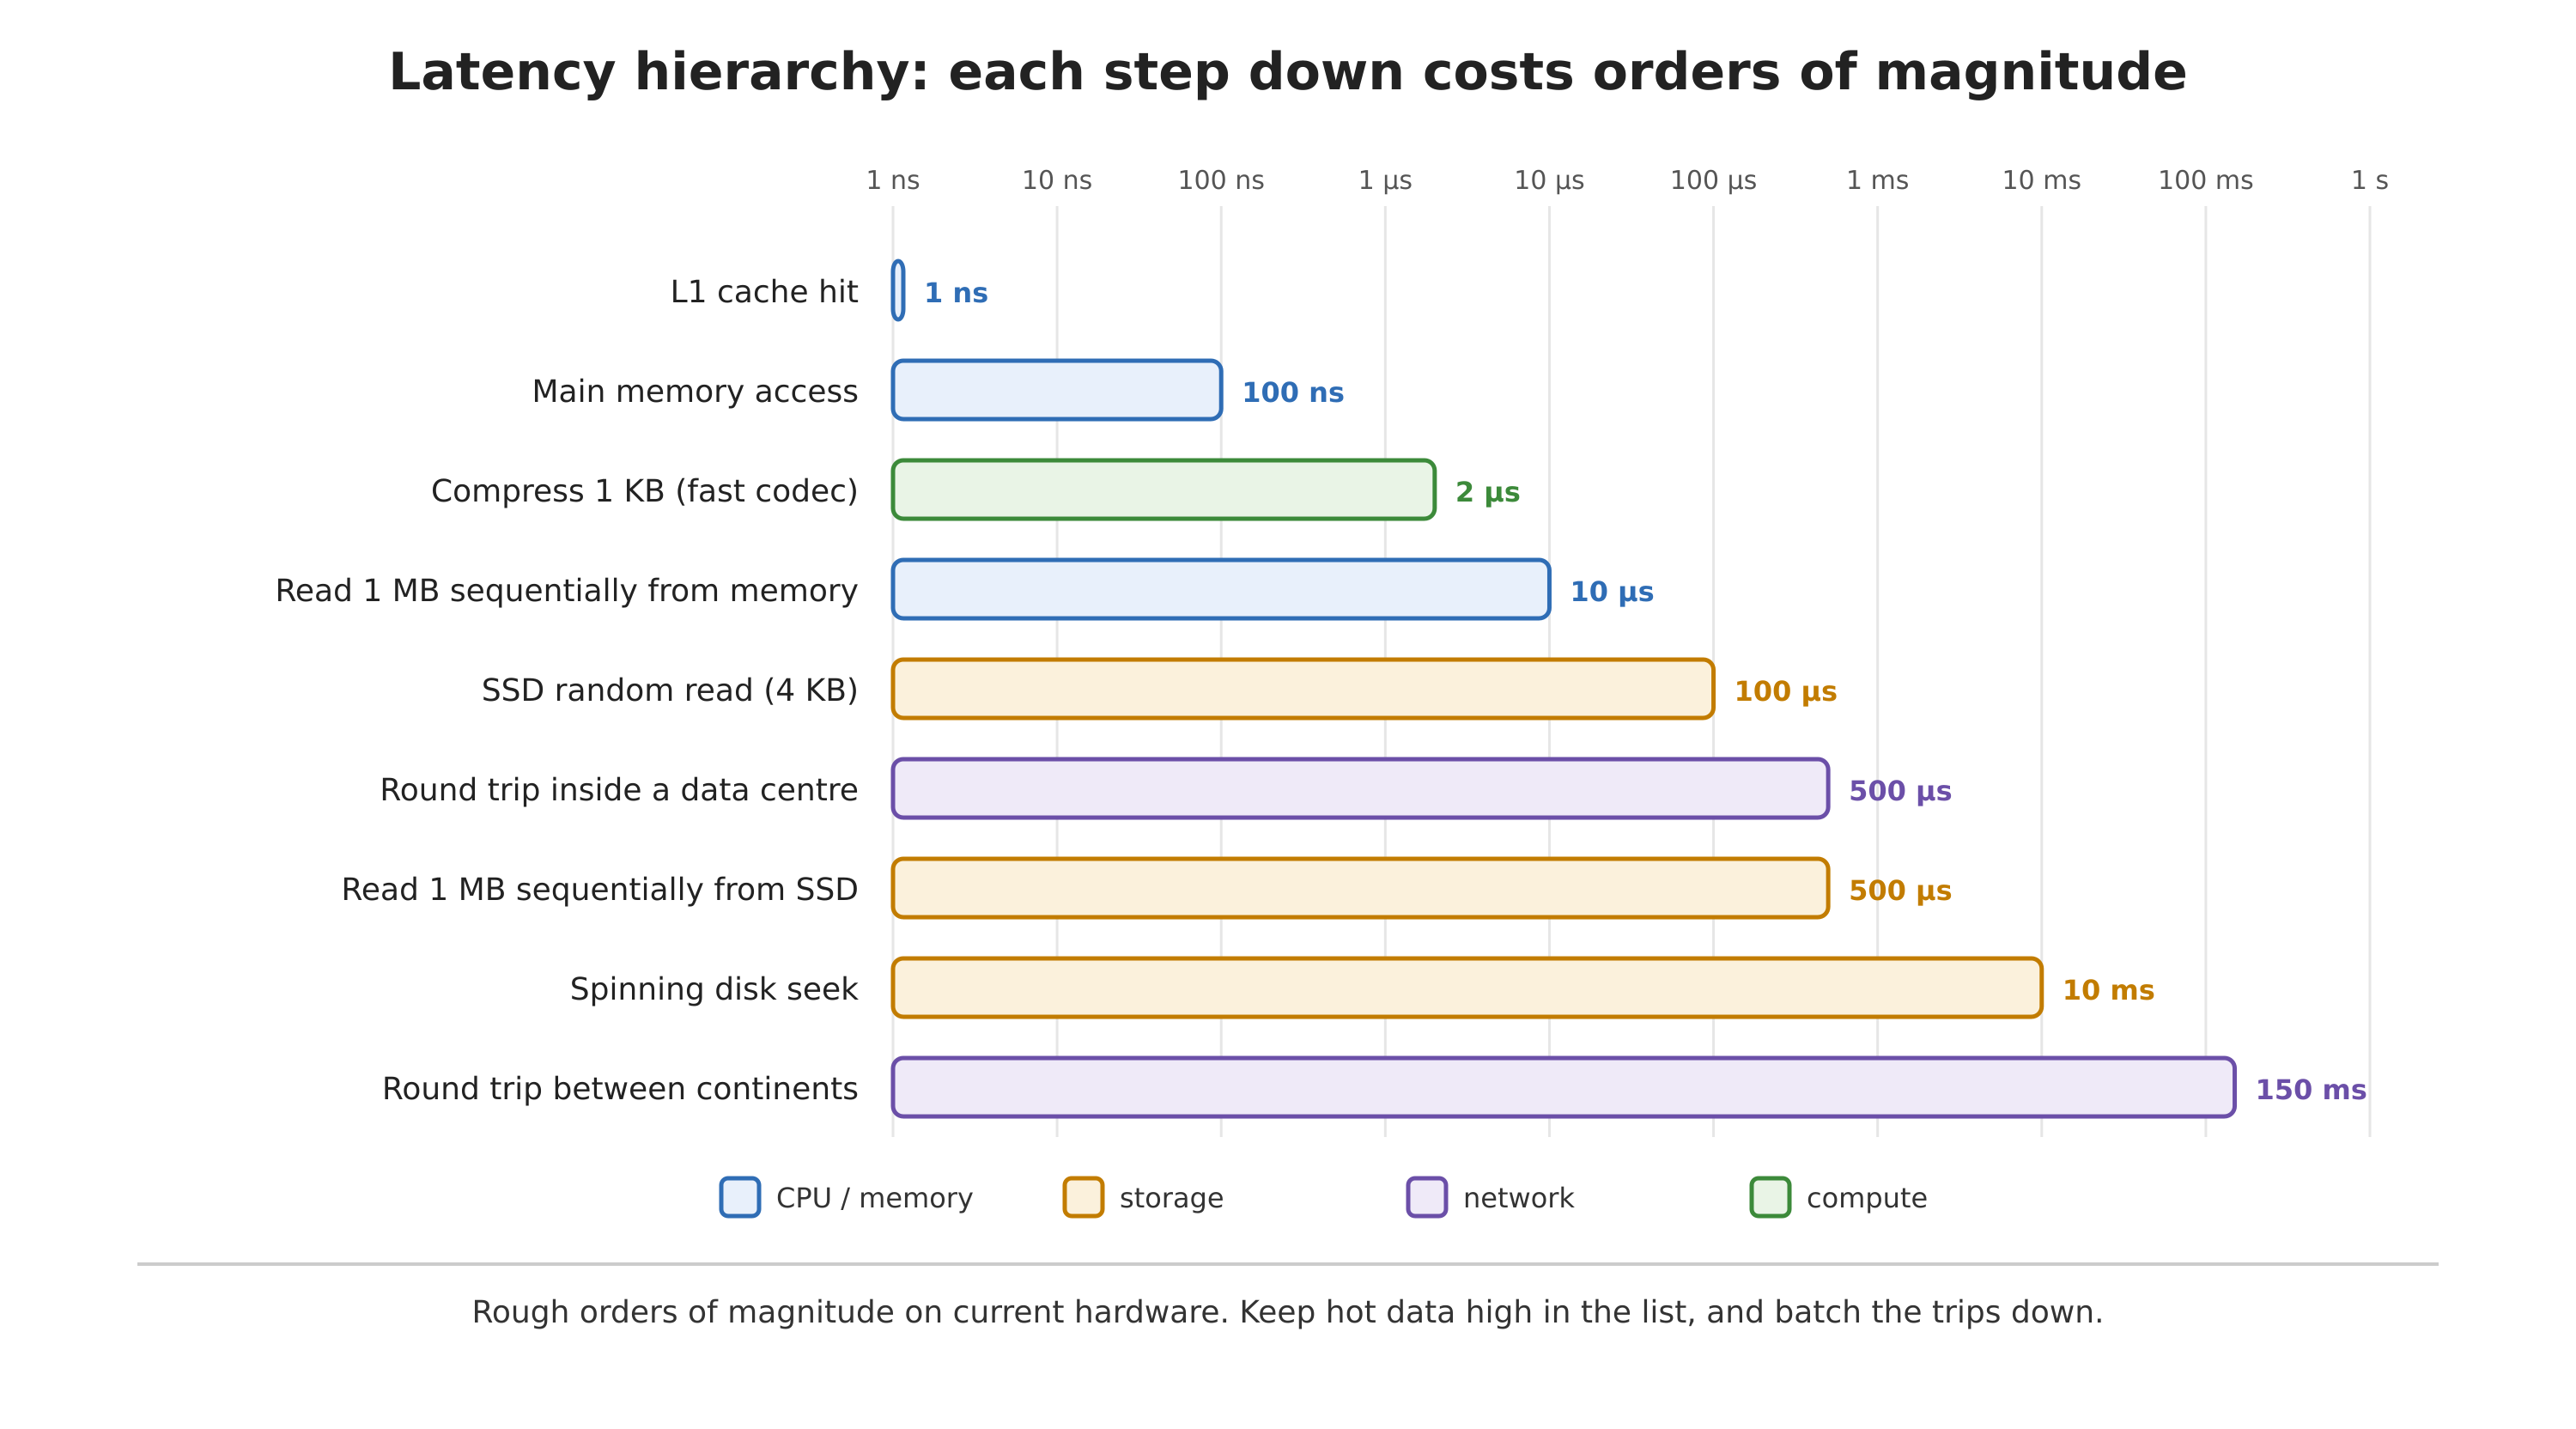 Latency hierarchy: each step down costs orders of magnitude
1 ns 10 ns 100 ns 1 µs 10 µs 100 µs 1 ms 10 ms 100 ms 1 s
L1 cache hit 1 ns
Main memory access 100 ns
Compress 1 KB (fast codec) 2 µs
Read 1 MB sequentially from memory 10 µs
SSD random read (4 KB) 100 µs
Round trip inside a data centre 500 µs
Read 1 MB sequentially from SSD 500 µs
Spinning disk seek 10 ms
Round trip between continents 150 ms
CPU / memory storage network compute
Rough orders of magnitude on current hardware. Keep hot data high in the list, and batch the trips down.